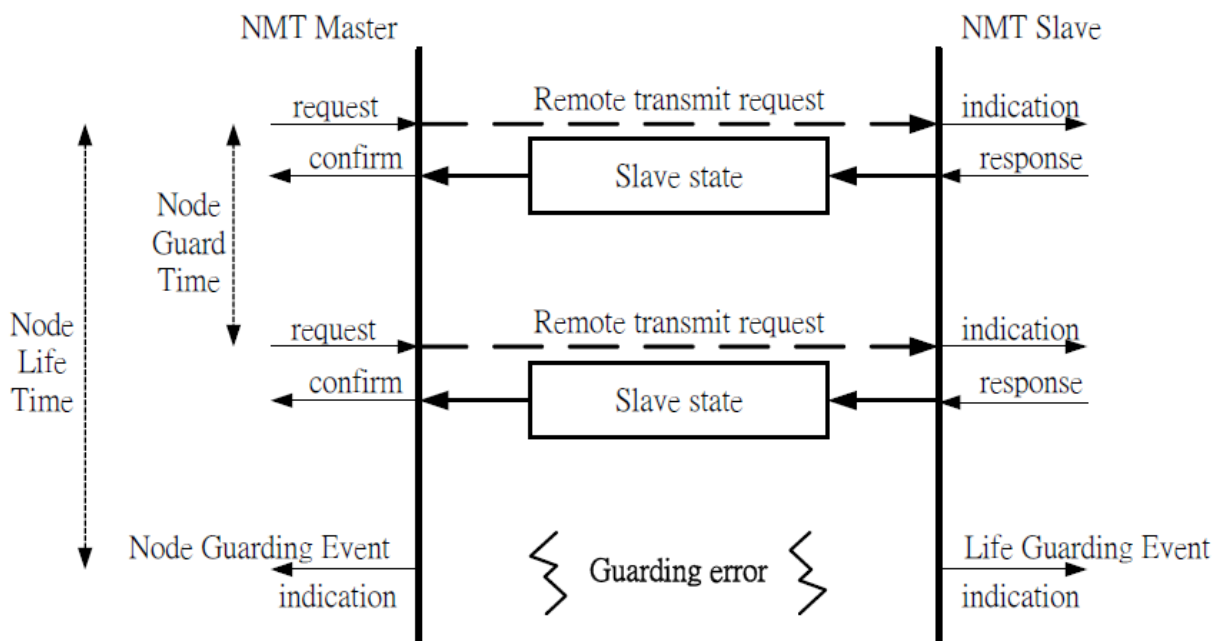 NMT Master
NMT Slave
request
Remote transmit request
indication
confirm
Slave state
response
Node
Guard
Time
Node
Life
Time
request
Remote transmit request
indication
confirm
Slave state
response
Node Guarding Event
Guarding error
Life Guarding Event
indication
indication